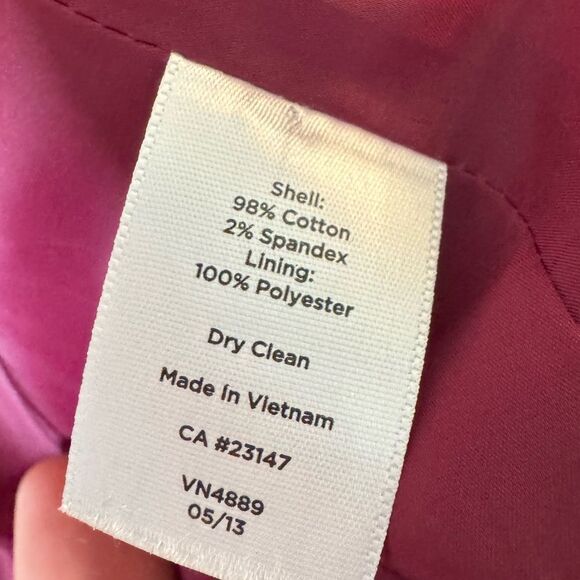 Shell:
98% Cotton
2% Spandex
Lining:
100% Polyester
Dry Clean
Made in Vietnam
CA #23147
VN4889
05/13